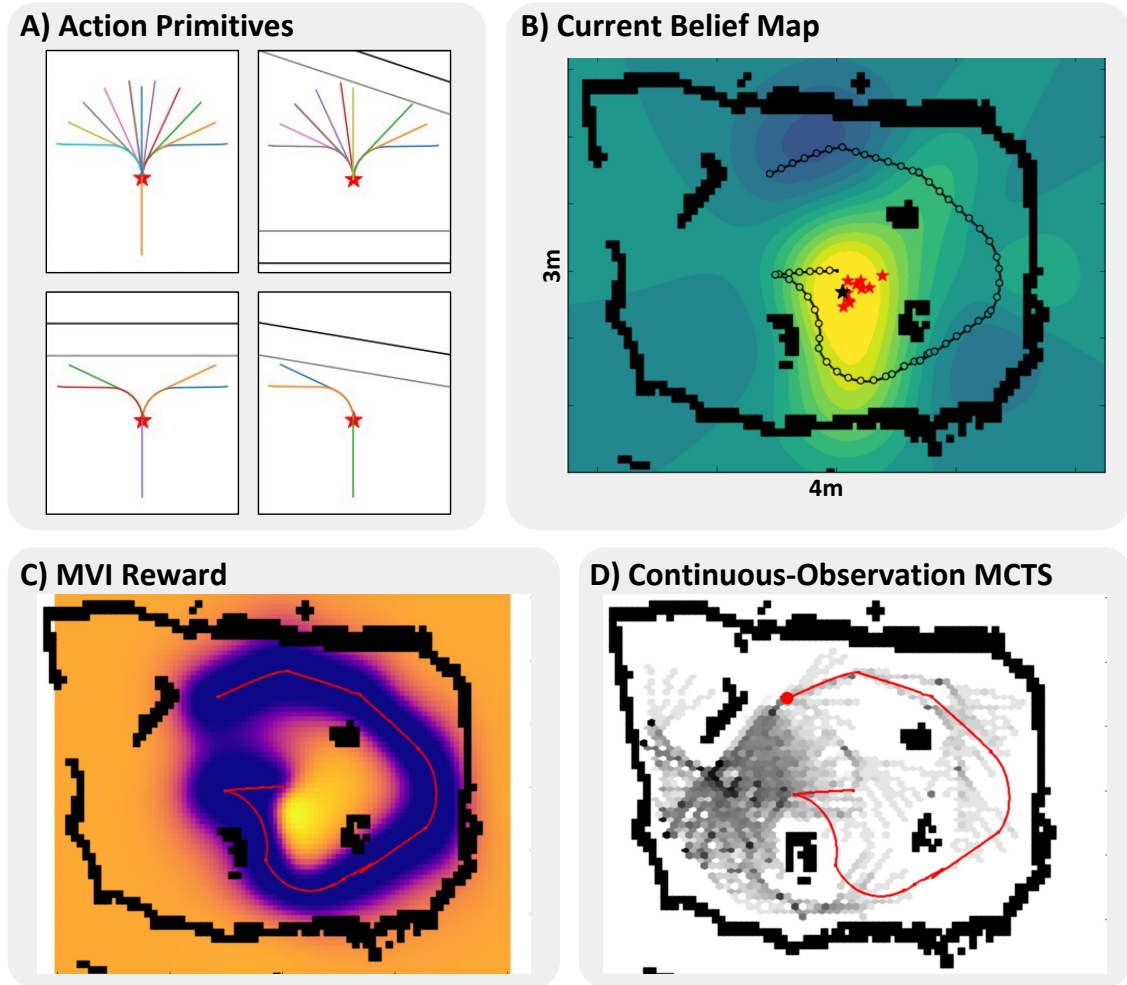 A) Action Primitives
B) Current Belief Map
3m
4m
C) MVI Reward
D) Continuous-Observation MCTS